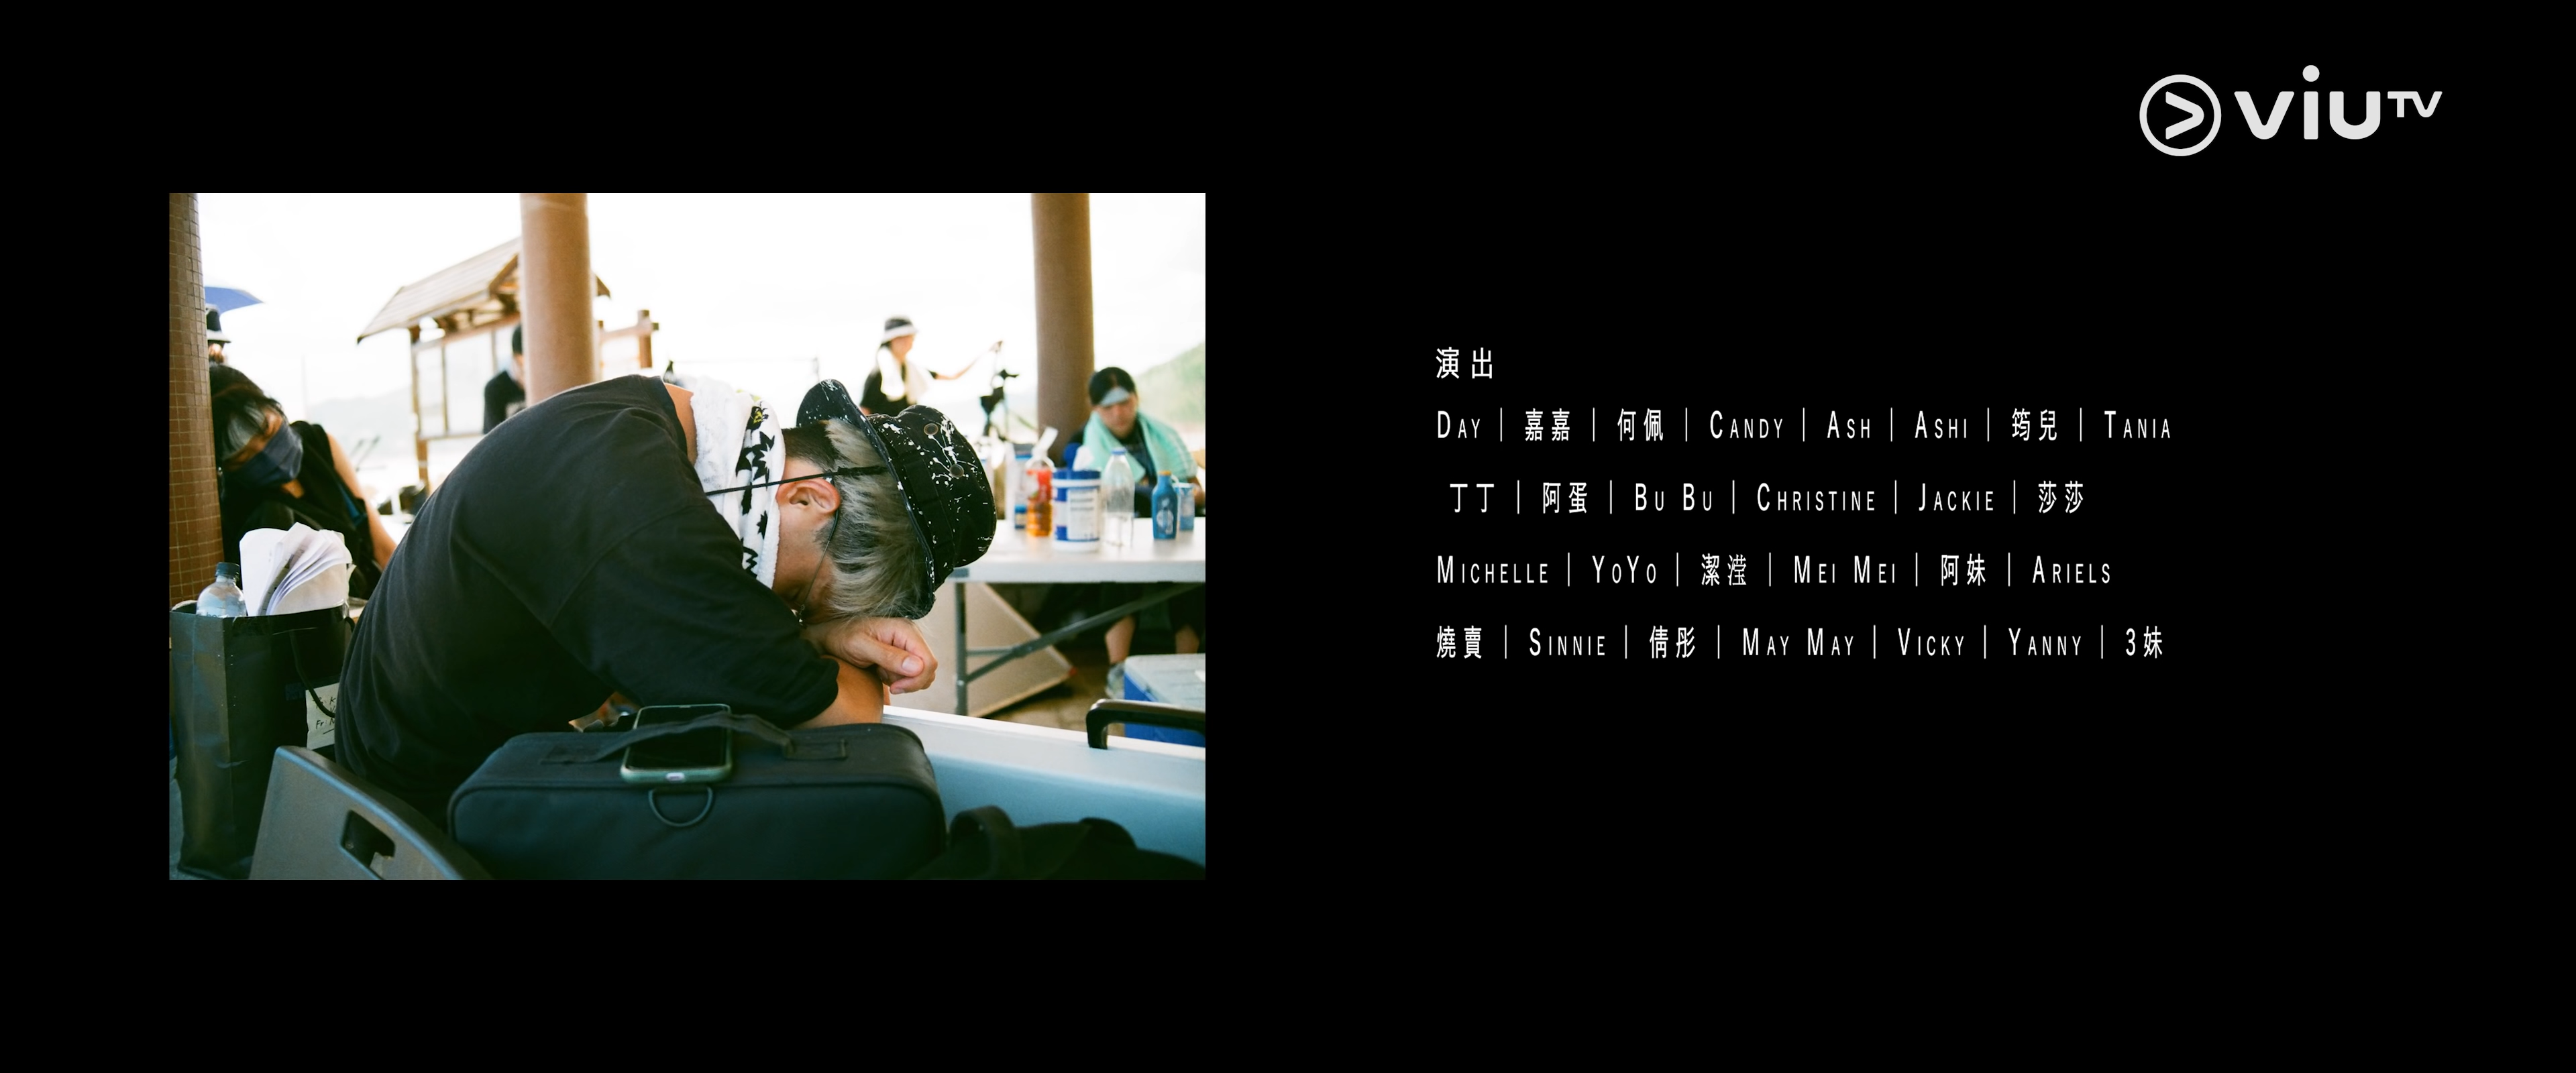 viuTV
演出
DAY | 嘉嘉 | 何佩 | CANDY | ASH | ASHI | 筠兒 | TANIA
丁丁 | 阿蛋 | BU BU | CHRISTINE | JACKIE | 莎莎
MICHELLE | YOYO | 潔瀅 | MEI MEI | 阿妹 | ARIELS
燒賣 | SINNIE | 倩彤 | MAY MAY | VICKY | YANNY | 3妹